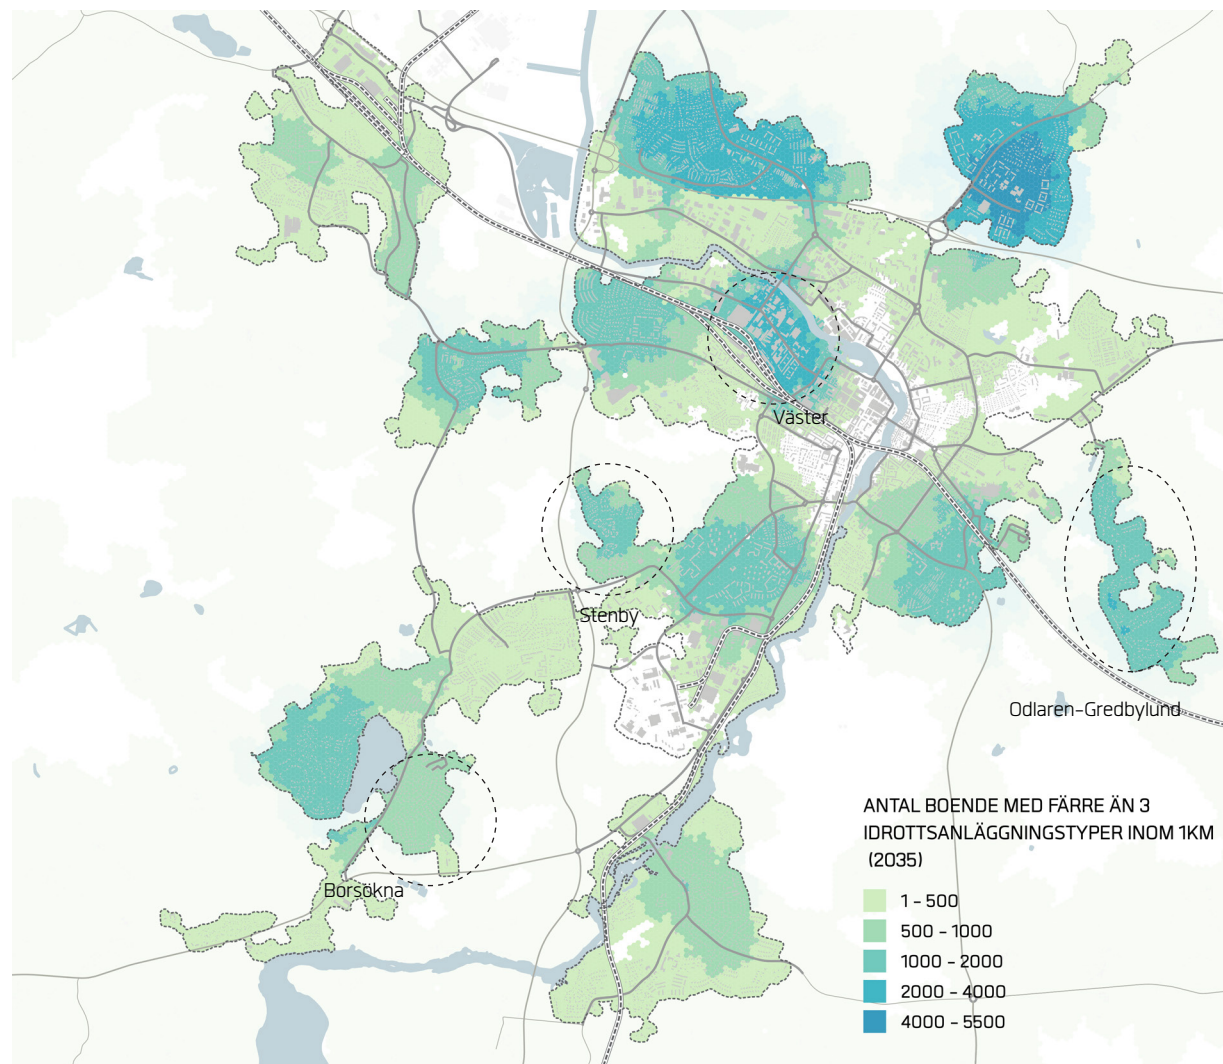 Väster
Stenby
Odlaren-Gredbylund
Borsökna
ANTAL BOENDE MED FÄRRE ÄN 3
IDROTTSANLÄGGNINGSTYPER INOM 1KM
(2035)
1 - 500
500 - 1000
1000 - 2000
2000 - 4000
4000 - 5500